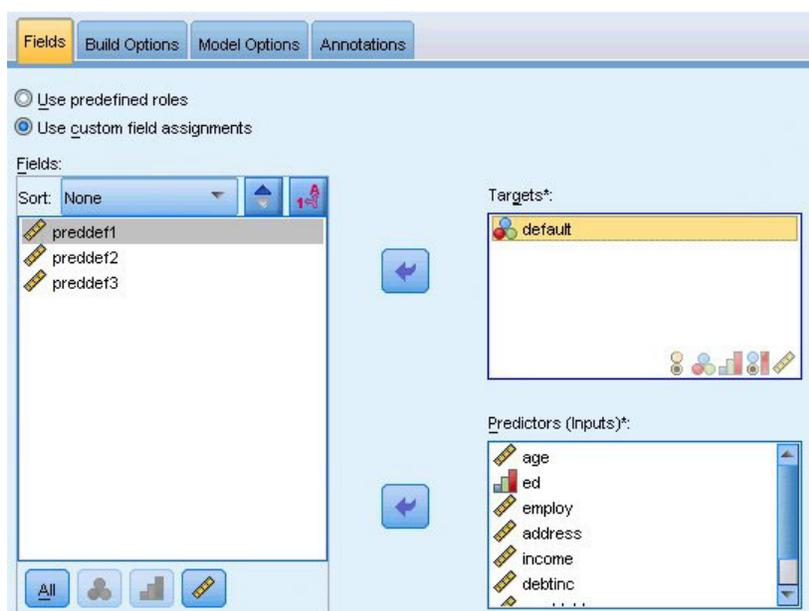 Fields Build Options Model Options Annotations
Use predefined roles
Use custom field assignments
Fields:
Sort: None
preddef1
preddef2
preddef3
All
Targets*:
default
Predictors (Inputs)*:
age
ed
employ
address
income
debtinc